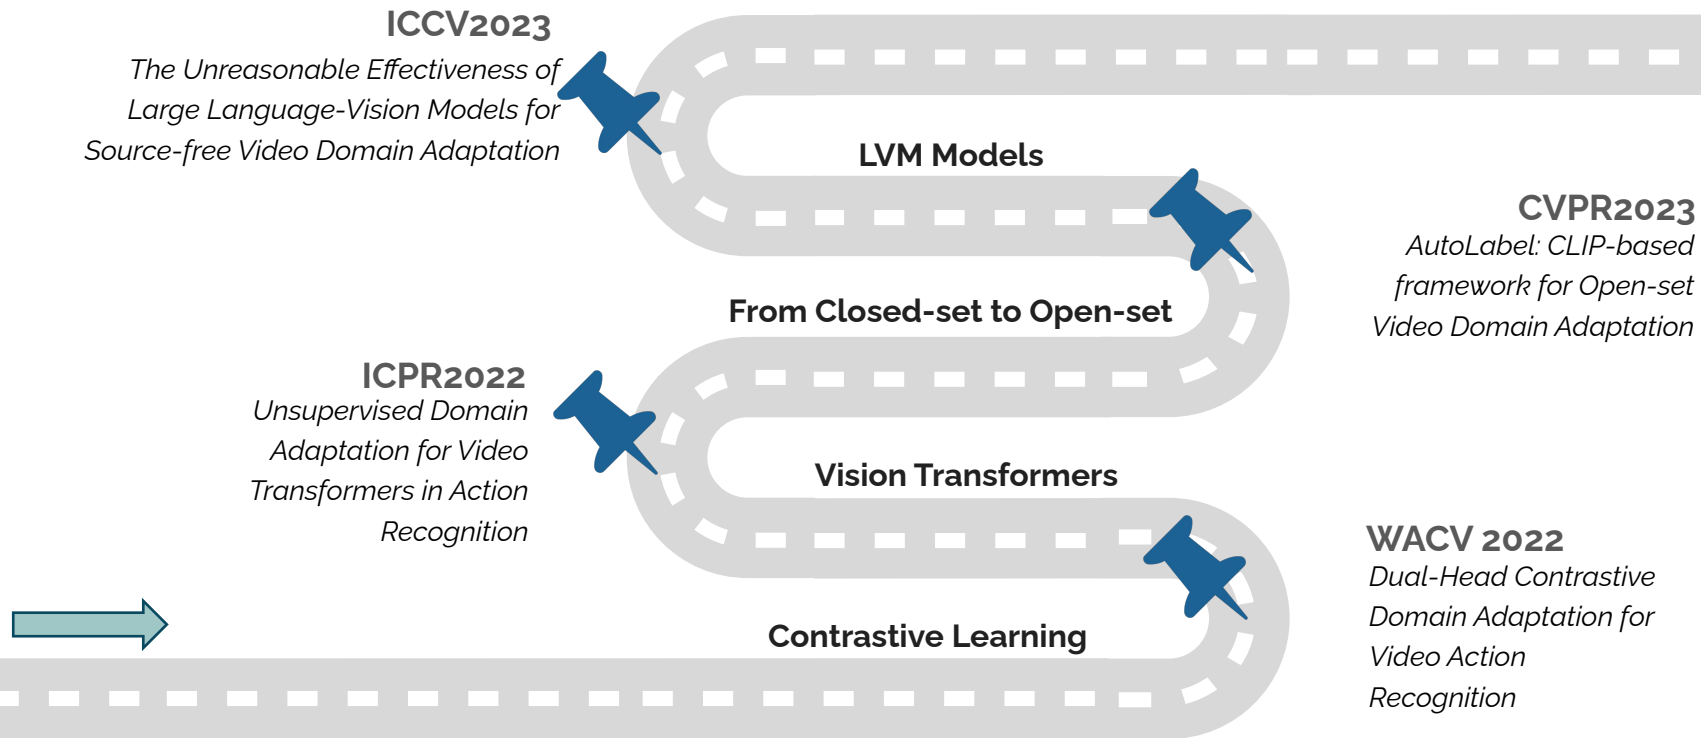 ICCV2023
The Unreasonable Effectiveness of
Large Language-Vision Models for
Source-free Video Domain Adaptation
LVM Models
CVPR2023
AutoLabel: CLIP-based
framework for Open-set
Video Domain Adaptation
From Closed-set to Open-set
ICPR2022
Unsupervised Domain
Adaptation for Video
Transformers in Action
Recognition
Vision Transformers
WACV 2022
Dual-Head Contrastive
Domain Adaptation for
Video Action
Recognition
Contrastive Learning